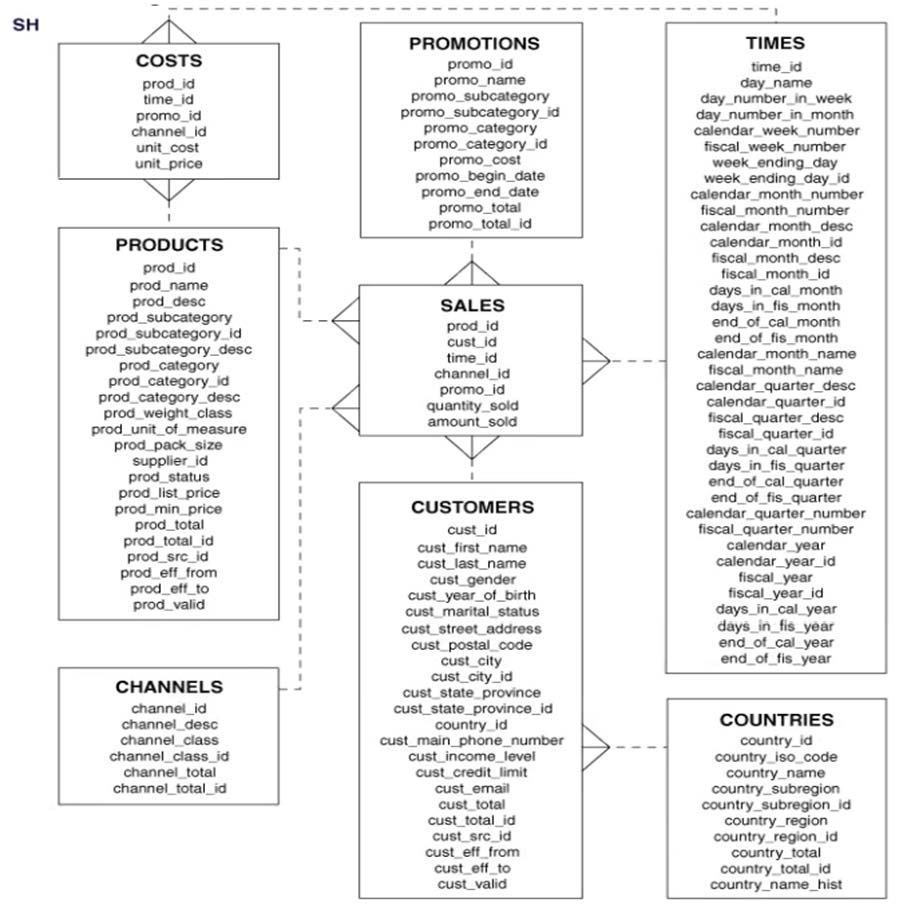 SH
COSTS
prod_id
time_id
promo_id
channel_id
unit_cost
unit_price
PRODUCTS
prod_id
prod_name
prod_desc
prod_subcategory
prod_subcategory_id
prod_subcategory_desc
prod_category
prod_category_id
prod_category_desc
prod_weight_class
prod_unit_of_measure
prod_pack_size
supplier_id
prod_status
prod_list_price
prod_min_price
prod_total
prod_total_id
prod_src_id
prod_eff_from
prod_eff_to
prod_valid
CHANNELS
channel_id
channel_desc
channel_class
channel_class_id
channel_total
channel_total_id
PROMOTIONS
promo_id
promo_name
promo_subcategory
promo_subcategory_id
promo_category
promo_category_id
promo_cost
promo_begin_date
promo_end_date
promo_total
promo_total_id
SALES
prod_id
cust_id
time_id
channel_id
promo_id
quantity_sold
amount_sold
CUSTOMERS
cust_id
cust_first_name
cust_last_name
cust_gender
cust_year_of_birth
cust_marital_status
cust_street_address
cust_postal_code
cust_city
cust_city_id
cust_state_province
cust_state_province_id
country_id
cust_main_phone_number
cust_income_level
cust_credit_limit
cust_email
cust_total
cust_total_id
cust_src_id
cust_eff_from
cust_eff_to
cust_valid
TIMES
time_id
day_name
day_number_in_week
day_number_in_month
calendar_week_number
fiscal_week_number
week_ending_day
week_ending_day_id
calendar_month_number
fiscal_month_number
calendar_month_desc
calendar_month_id
fiscal_month_desc
fiscal_month_id
days_in_cal_month
days_in_fis_month
end_of_cal_month
end_of_fis_month
calendar_month_name
fiscal_month_name
calendar_quarter_desc
calendar_quarter_id
fiscal_quarter_desc
fiscal_quarter_id
days_in_cal_quarter
days_in_fis_quarter
end_of_cal_quarter
end_of_fis_quarter
calendar_quarter_number
fiscal_quarter_number
calendar_year
calendar_year_id
fiscal_year
fiscal_year_id
days_in_cal_year
days_in_fis_year
end_of_cal_year
end_of_fis_year
COUNTRIES
country_id
country_iso_code
country_name
country_subregion
country_subregion_id
country_region
country_region_id
country_total
country_total_id
country_name_hist